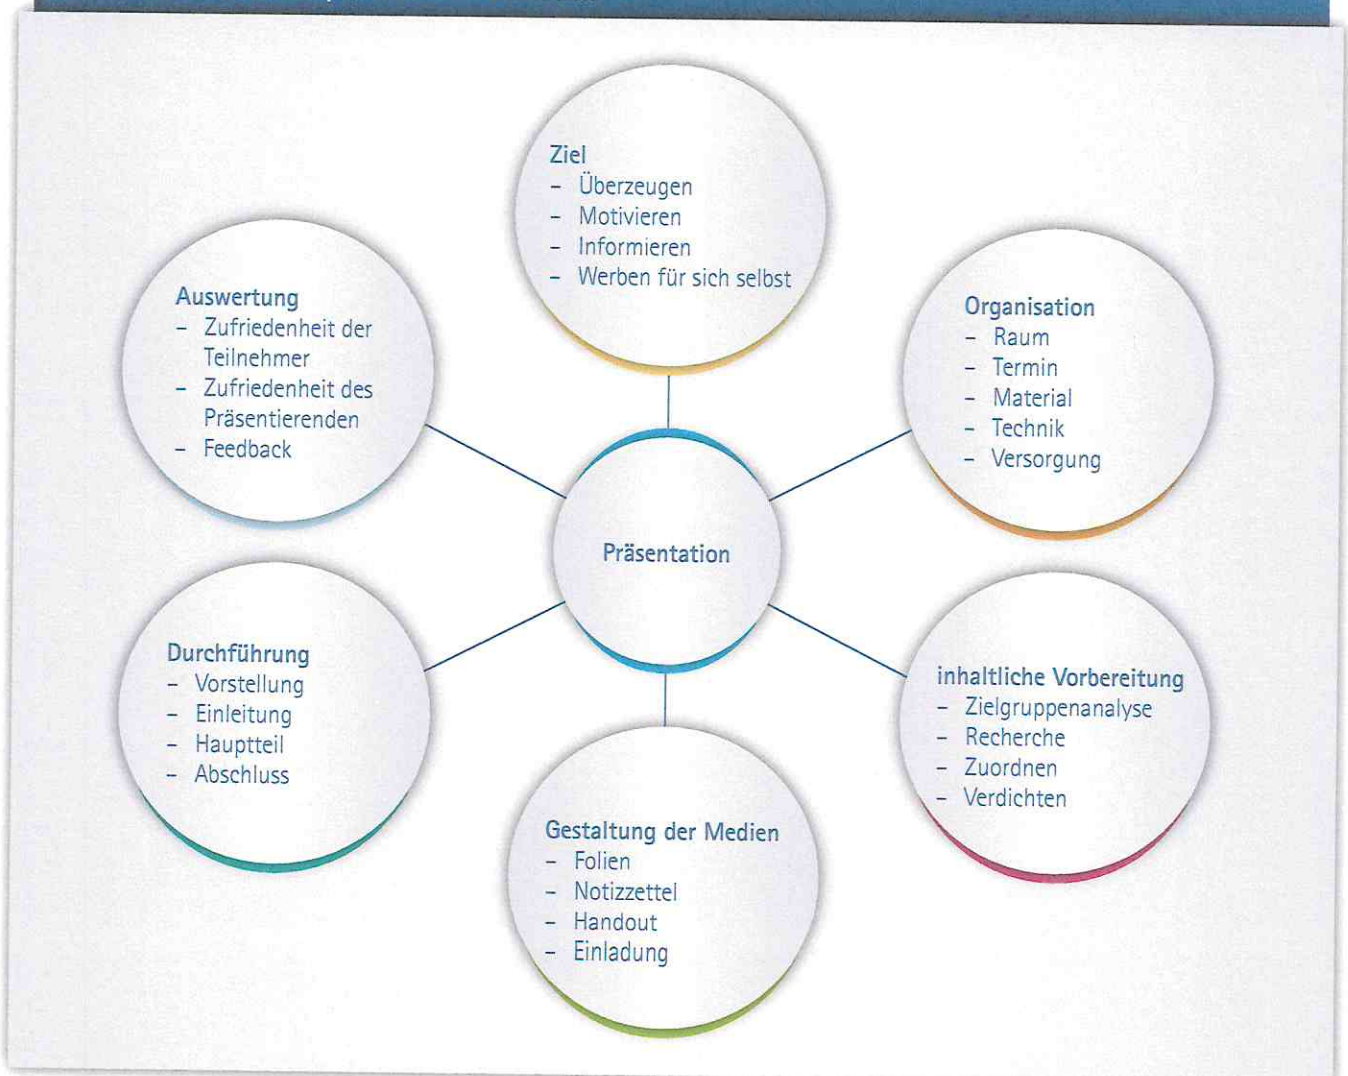 Ziel
– Überzeugen
– Motivieren
– Informieren
– Werben für sich selbst
Organisation
– Raum
– Termin
– Material
– Technik
– Versorgung
inhaltliche Vorbereitung
– Zielgruppenanalyse
– Recherche
– Zuordnen
– Verdichten
Gestaltung der Medien
– Folien
– Notizzettel
– Handout
– Einladung
Durchführung
– Vorstellung
– Einleitung
– Hauptteil
– Abschluss
Auswertung
– Zufriedenheit der
Teilnehmer
– Zufriedenheit des
Präsentierenden
– Feedback
Präsentation